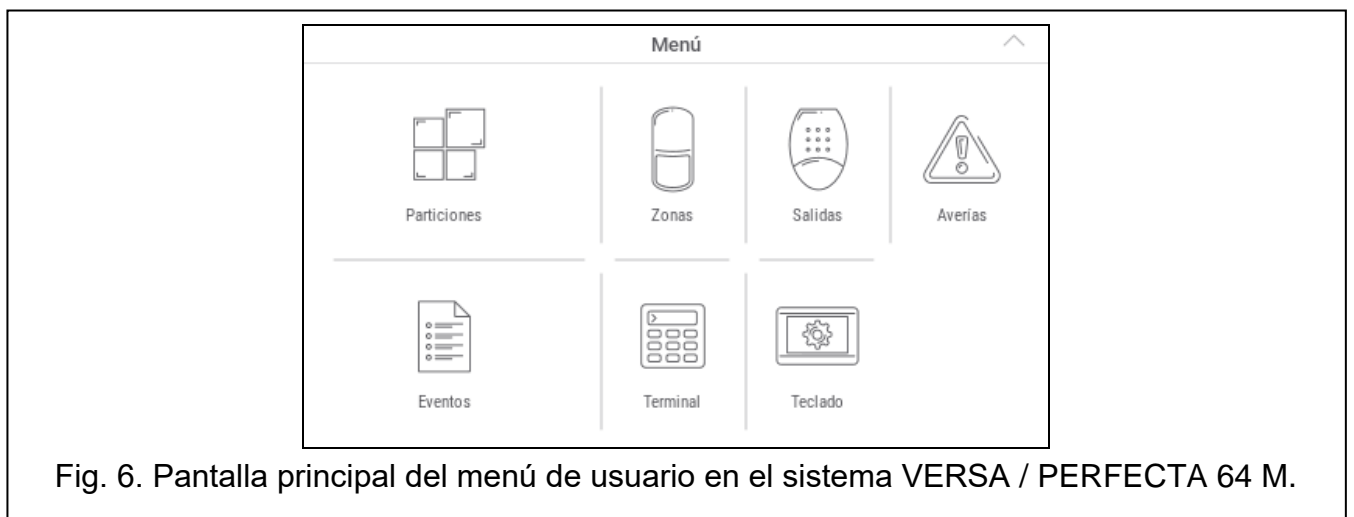 Menú
Particiones
Zonas
Salidas
Averías
Eventos
Terminal
Teclado
Fig. 6. Pantalla principal del menú de usuario en el sistema VERSA / PERFECTA 64 M.